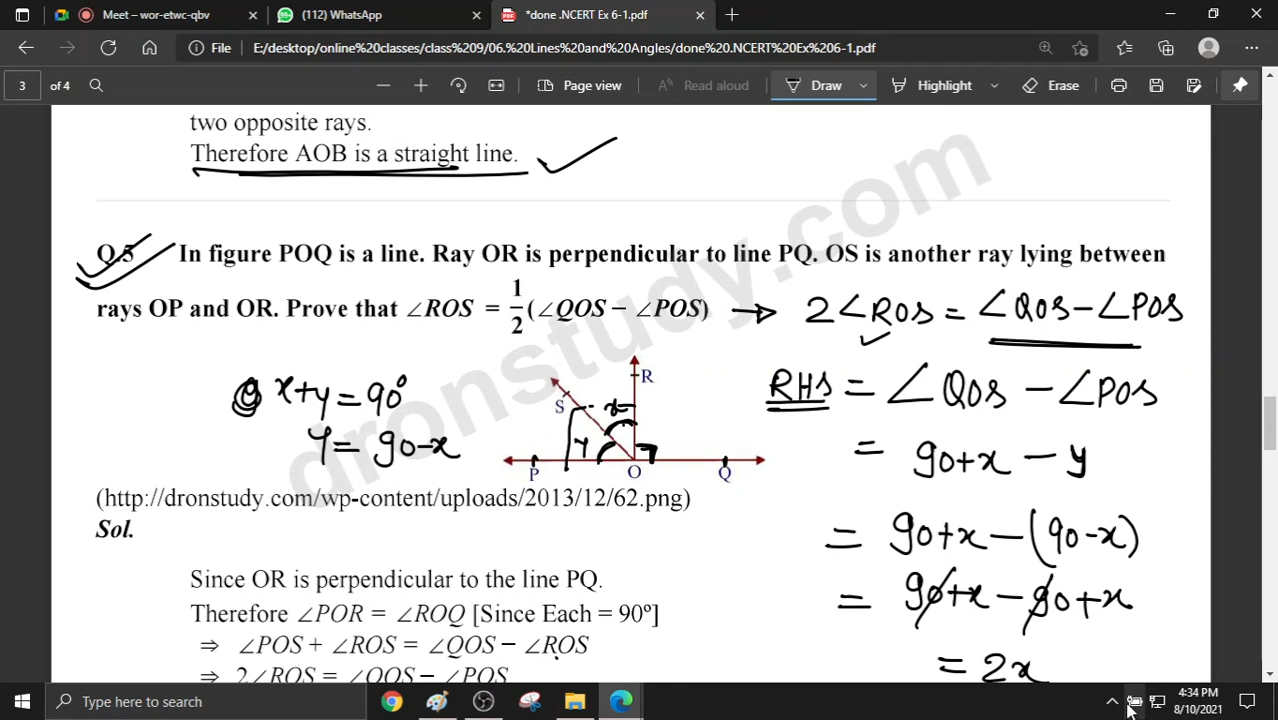 Meet – wor-etwc-qbv
(112) WhatsApp
*done .NCERT Ex 6-1.pdf
File E:/desktop/online%20classes/class%209/06.%20Lines%20and%20Angles/done%20.NCERT%20Ex%206-1.pdf
3 of 4 Page view Read aloud Draw Highlight Erase
two opposite rays.
Therefore AOB is a straight line.
dronstudy.com
Q.5 In figure POQ is a line. Ray OR is perpendicular to line PQ. OS is another ray lying between
rays OP and OR. Prove that ∠ROS = 1/2 (∠QOS − ∠POS) → 2∠ROS = ∠QOS − ∠POS
x+y = 90°
y = 90-x
R
S
x
y
P O Q
RHS = ∠QOS − ∠POS
= 90+x − y
= 90+x − (90-x)
= 90+x − 90+x
= 2x
(http://dronstudy.com/wp-content/uploads/2013/12/62.png)
Sol.
Since OR is perpendicular to the line PQ.
Therefore ∠POR = ∠ROQ [Since Each = 90º]
⇒ ∠POS + ∠ROS = ∠QOS − ∠ROS
⇒ 2∠ROS = ∠QOS − ∠POS
Type here to search
4:34 PM
8/10/2021